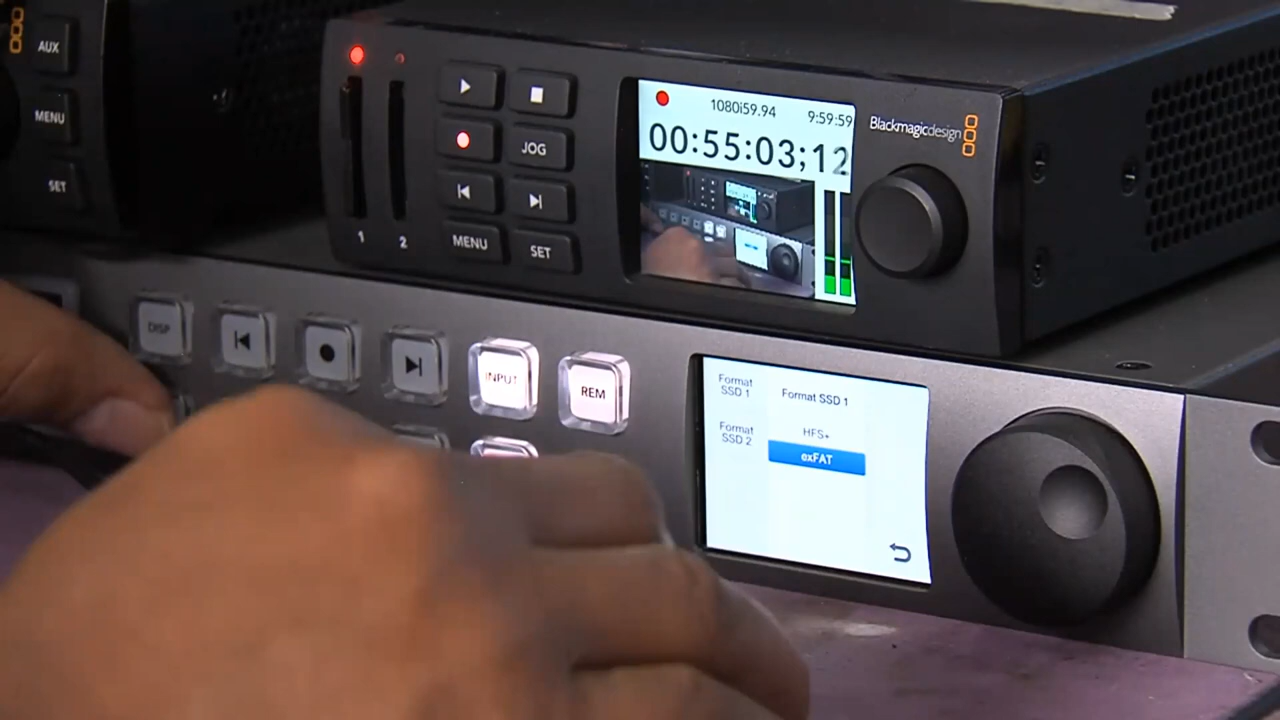 AUX
MENU
SET
1080i59.94 9:59:59
00:55:03;12
JOG
MENU
SET
1
2
Blackmagicdesign
DISP
INPUT
REM
Format
SSD 1
Format
SSD 2
Format SSD 1
HFS+
exFAT